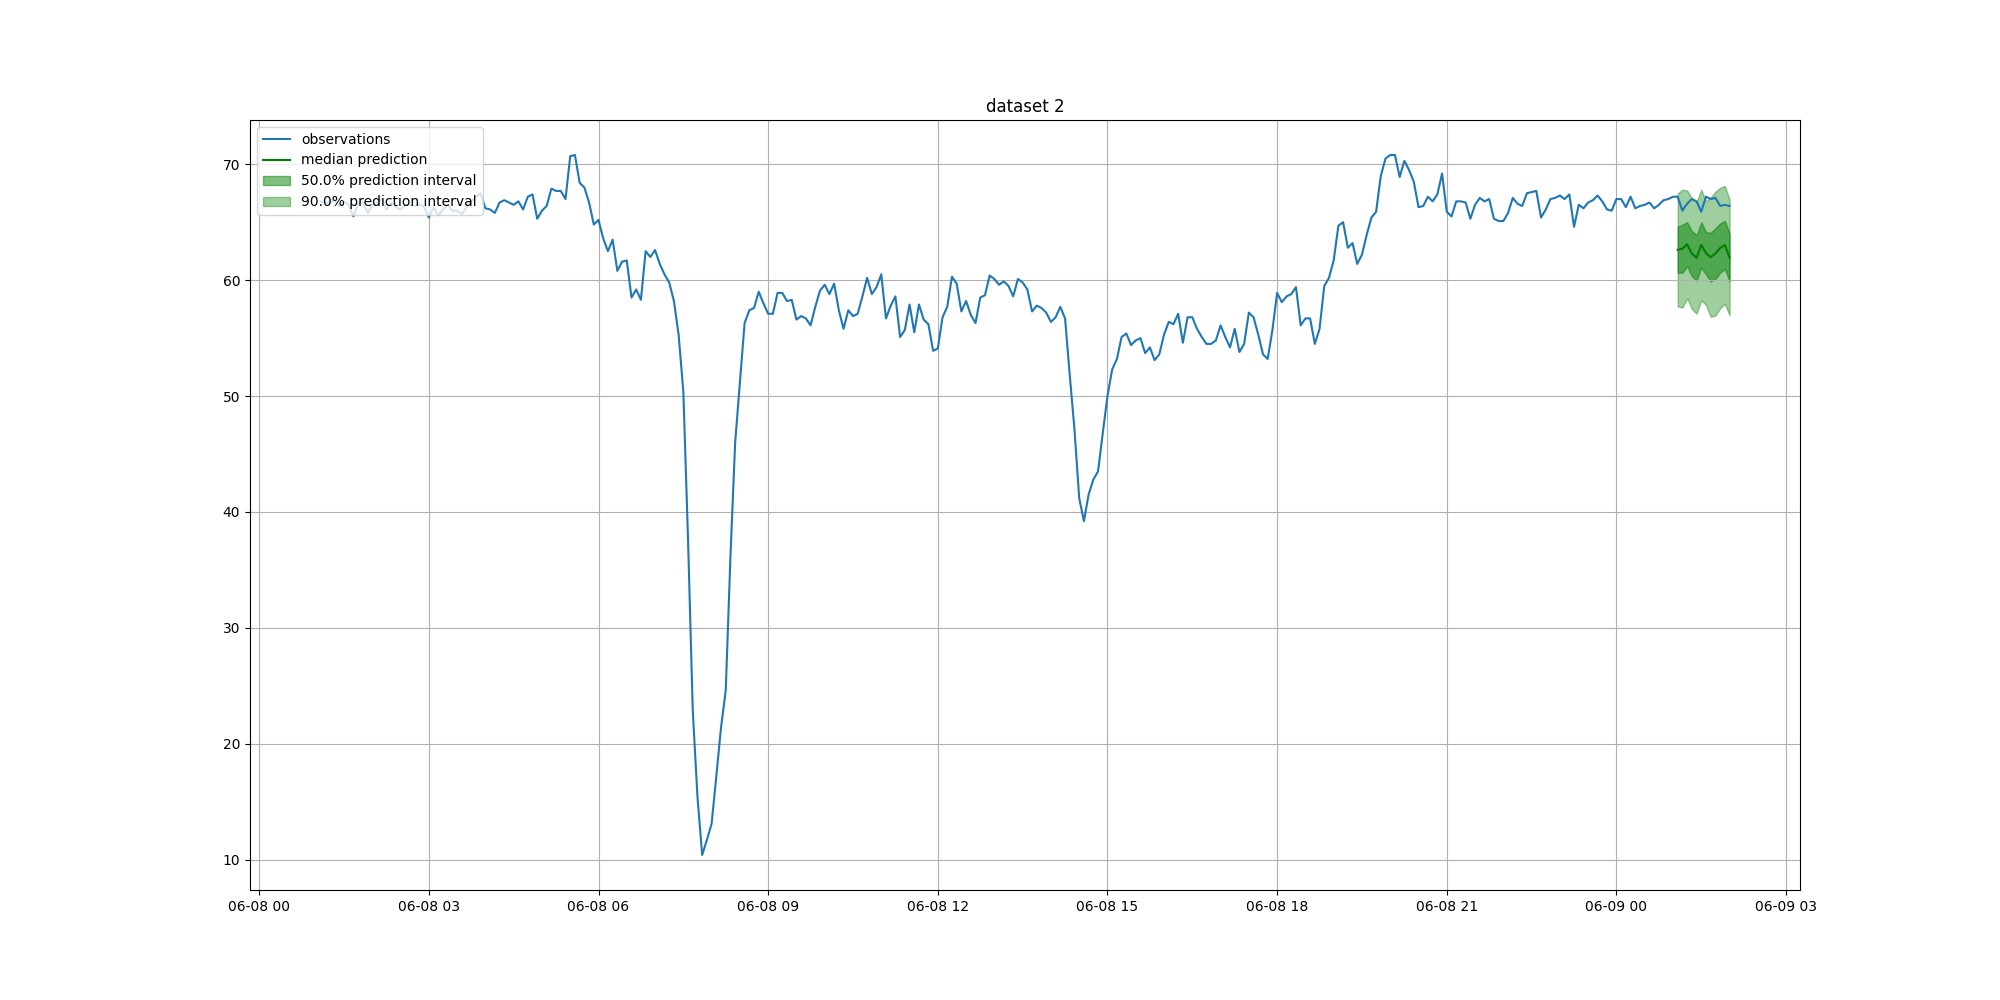 dataset 2
observations
median prediction
50.0% prediction interval
90.0% prediction interval
70
60
50
40
30
20
10
06-08 00 06-08 03 06-08 06 06-08 09 06-08 12 06-08 15 06-08 18 06-08 21 06-09 00 06-09 03